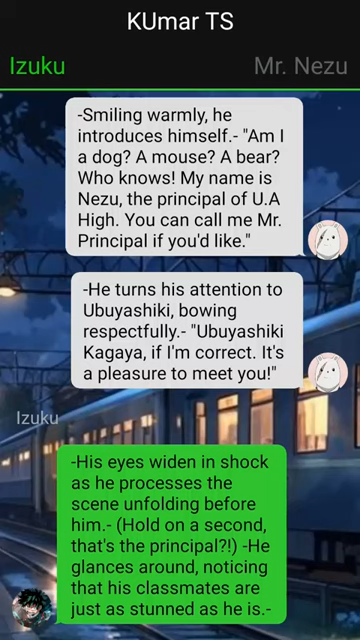 KUmar TS
Izuku
Mr. Nezu
-Smiling warmly, he
introduces himself.- "Am I
a dog? A mouse? A bear?
Who knows! My name is
Nezu, the principal of U.A
High. You can call me Mr.
Principal if you'd like."
-He turns his attention to
Ubuyashiki, bowing
respectfully.- "Ubuyashiki
Kagaya, if I'm correct. It's
a pleasure to meet you!"
Izuku
-His eyes widen in shock
as he processes the
scene unfolding before
him.- (Hold on a second,
that's the principal?!) -He
glances around, noticing
that his classmates are
just as stunned as he is.-